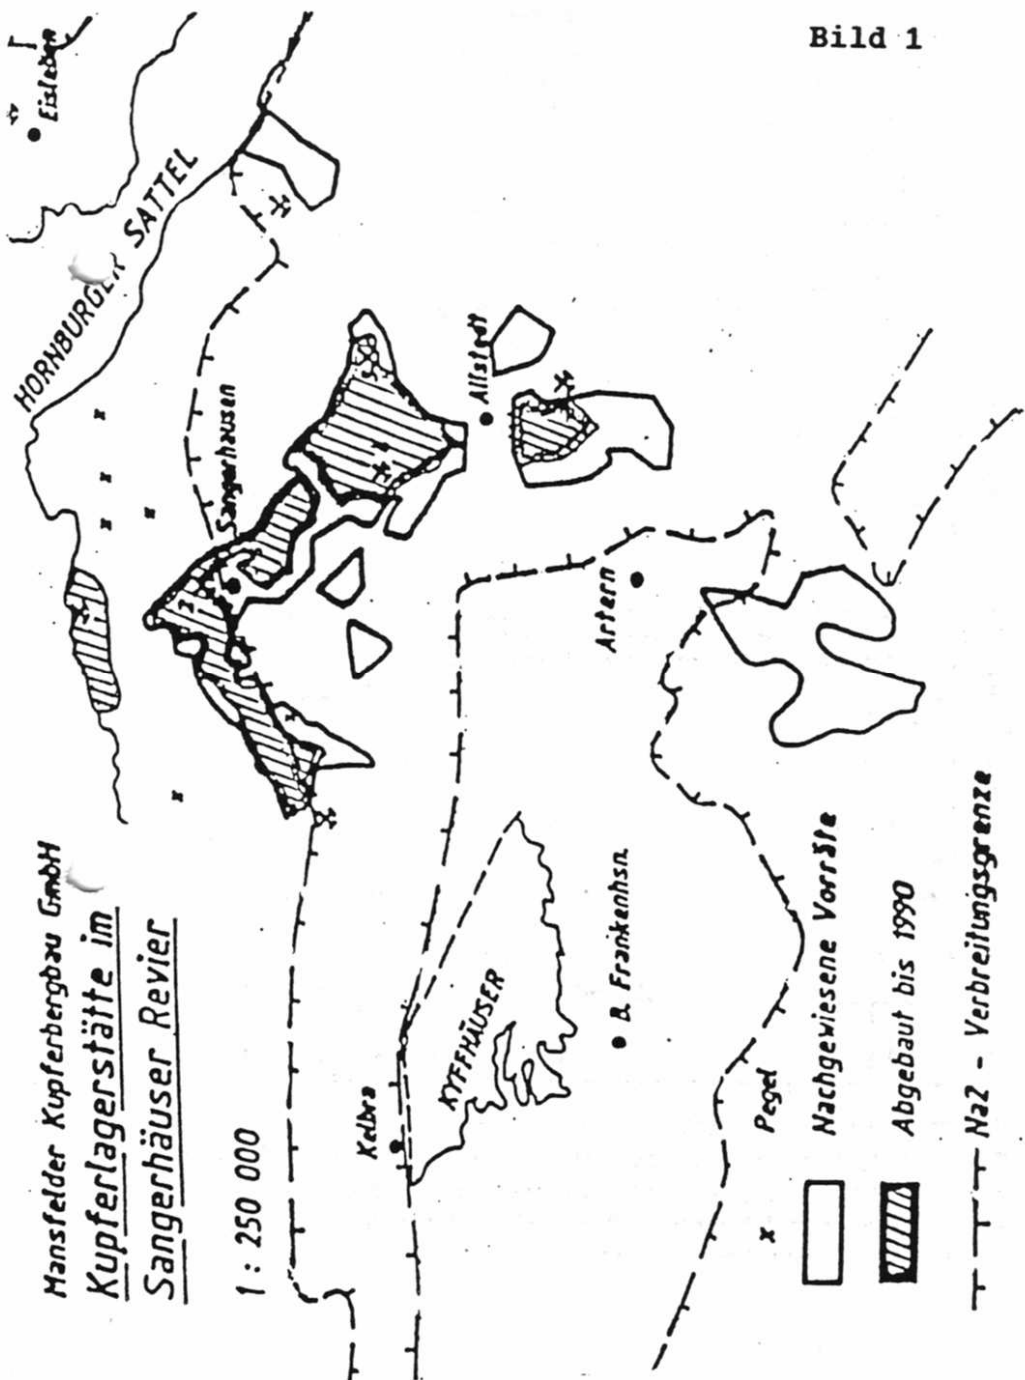 Bild 1
Mansfelder Kupferbergbau GmbH
Kupferlagerstätte im
Sangerhäuser Revier
1 : 250 000
Eisleben
HORNBURGER SATTEL
Sangerhausen
Allstedt
Artern
Kelbra
KYFFHÄUSER
B. Frankenhsn.
x Pegel
Nachgewiesene Vorräte
Abgebaut bis 1990
Na2 - Verbreitungsgrenze